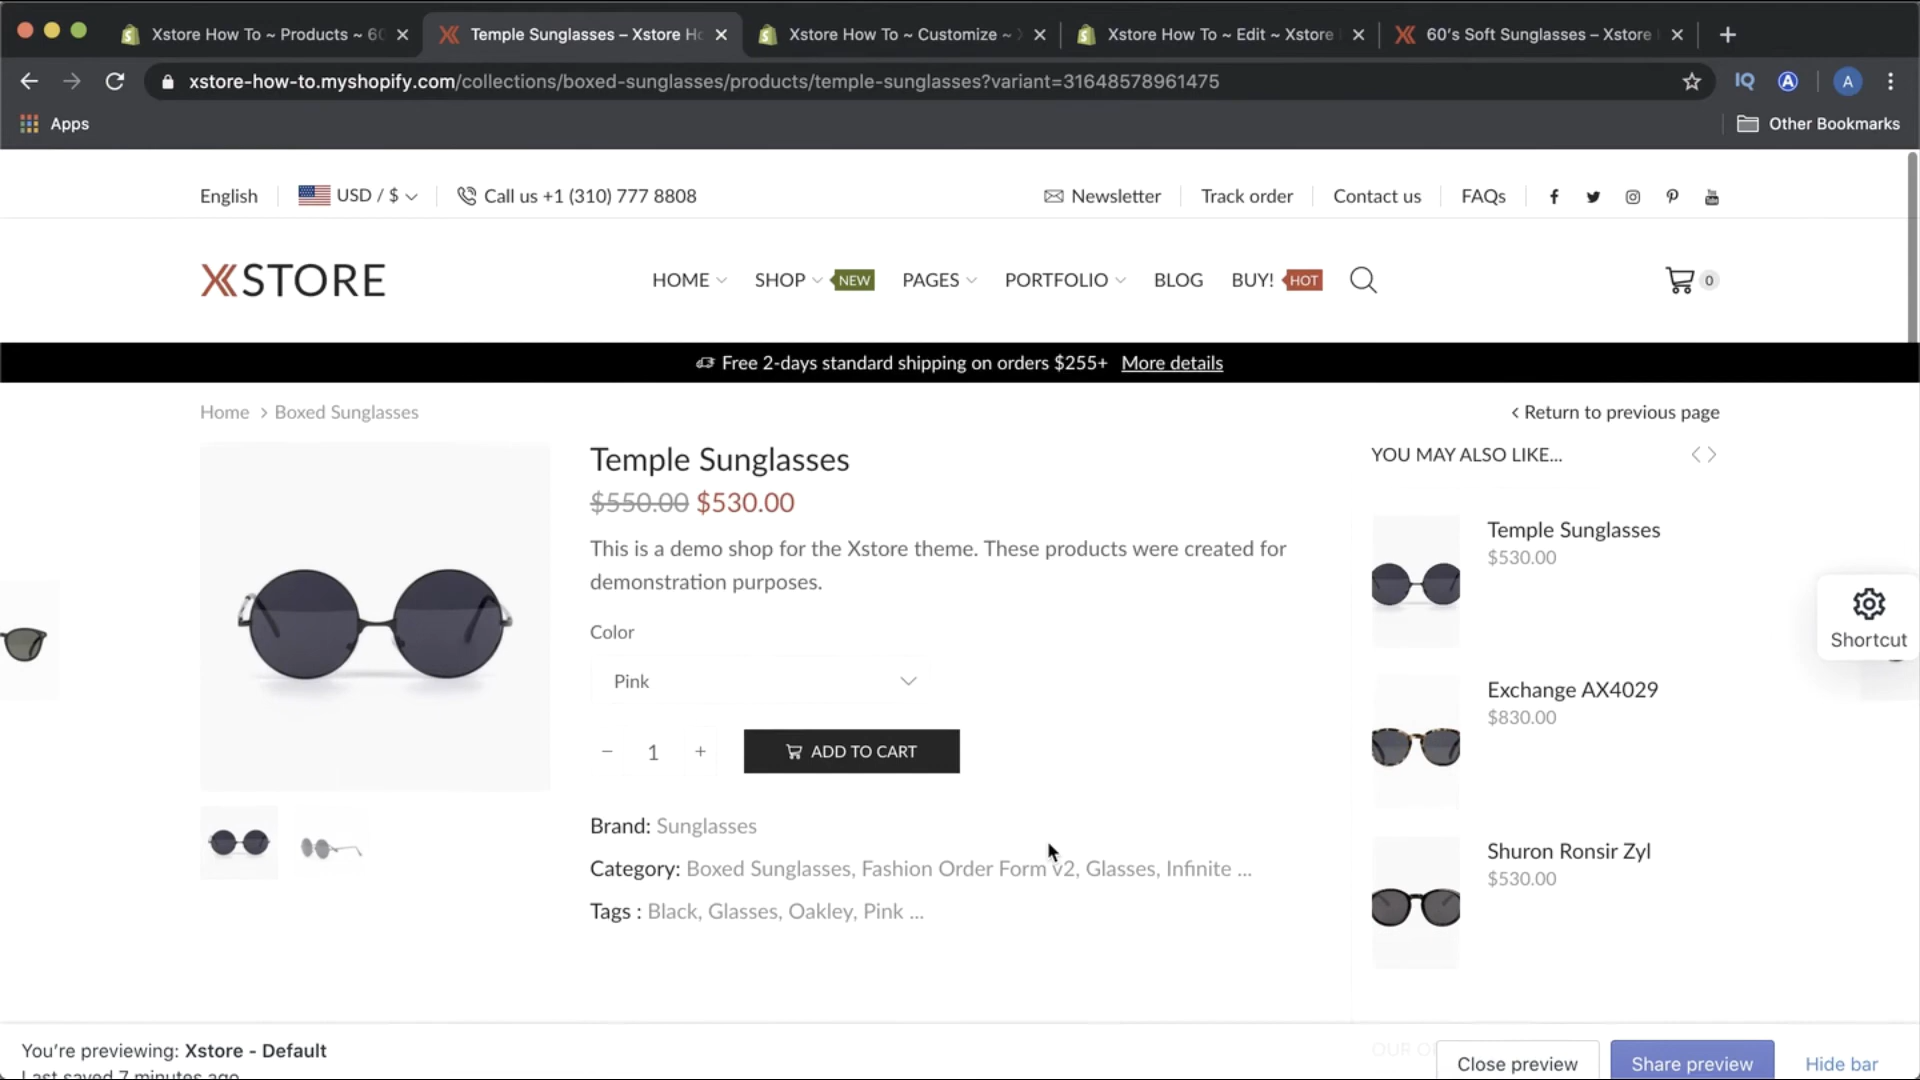 Xstore How To ~ Products ~ 60
Temple Sunglasses – Xstore Ho
Xstore How To ~ Customize ~
Xstore How To ~ Edit ~ Xstore
60's Soft Sunglasses – Xstore
xstore-how-to.myshopify.com/collections/boxed-sunglasses/products/temple-sunglasses?variant=31648578961475
IQ
A
A
Apps
Other Bookmarks
English
USD / $
Call us +1 (310) 777 8808
Newsletter
Track order
Contact us
FAQs
XSTORE
HOME
SHOP
NEW
PAGES
PORTFOLIO
BLOG
BUY!
HOT
0
Free 2-days standard shipping on orders $255+ More details
Home > Boxed Sunglasses
< Return to previous page
Temple Sunglasses
$550.00 $530.00
This is a demo shop for the Xstore theme. These products were created for
demonstration purposes.
Color
Pink
− 1 +
ADD TO CART
Brand: Sunglasses
Category: Boxed Sunglasses, Fashion Order Form v2, Glasses, Infinite ...
Tags : Black, Glasses, Oakley, Pink ...
YOU MAY ALSO LIKE...
Temple Sunglasses
$530.00
Exchange AX4029
$830.00
Shuron Ronsir Zyl
$530.00
Shortcut
You're previewing: Xstore - Default
Last saved 7 minutes ago
OUR
Close preview
Share preview
Hide bar